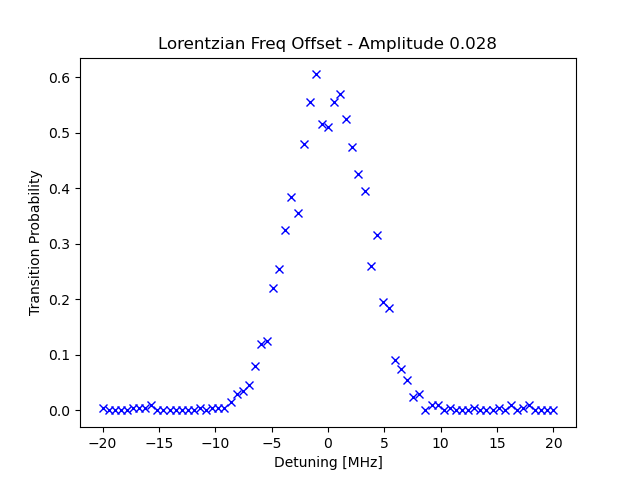 Lorentzian Freq Offset - Amplitude 0.028
Transition Probability
0.6
0.5
0.4
0.3
0.2
0.1
0.0
−20 −15 −10 −5 0 5 10 15 20
Detuning [MHz]